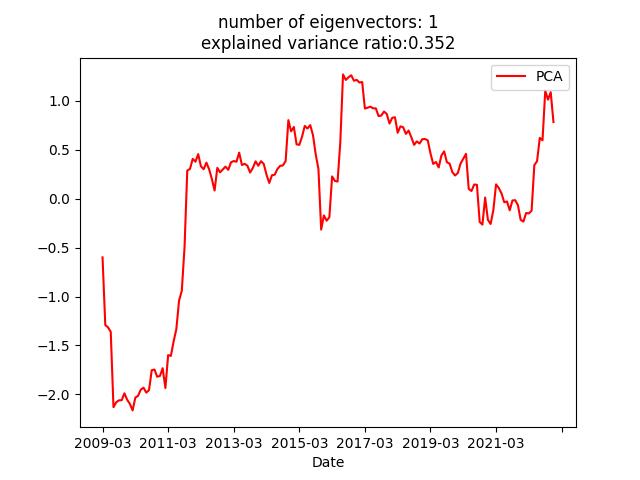 number of eigenvectors: 1
explained variance ratio:0.352
PCA
1.0
0.5
0.0
−0.5
−1.0
−1.5
−2.0
2009-03 2011-03 2013-03 2015-03 2017-03 2019-03 2021-03
Date